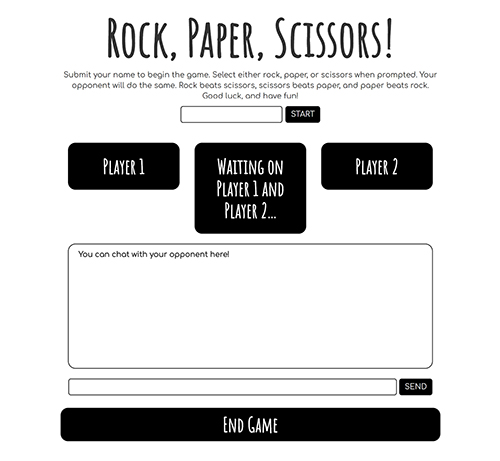 Rock, Paper, Scissors!
Submit your name to begin the game. Select either rock, paper, or scissors when prompted. Your
opponent will do the same. Rock beats scissors, scissors beats paper, and paper beats rock.
Good luck, and have fun!
START
Player 1
Waiting on
Player 1 and
Player 2...
Player 2
You can chat with your opponent here!
SEND
End Game